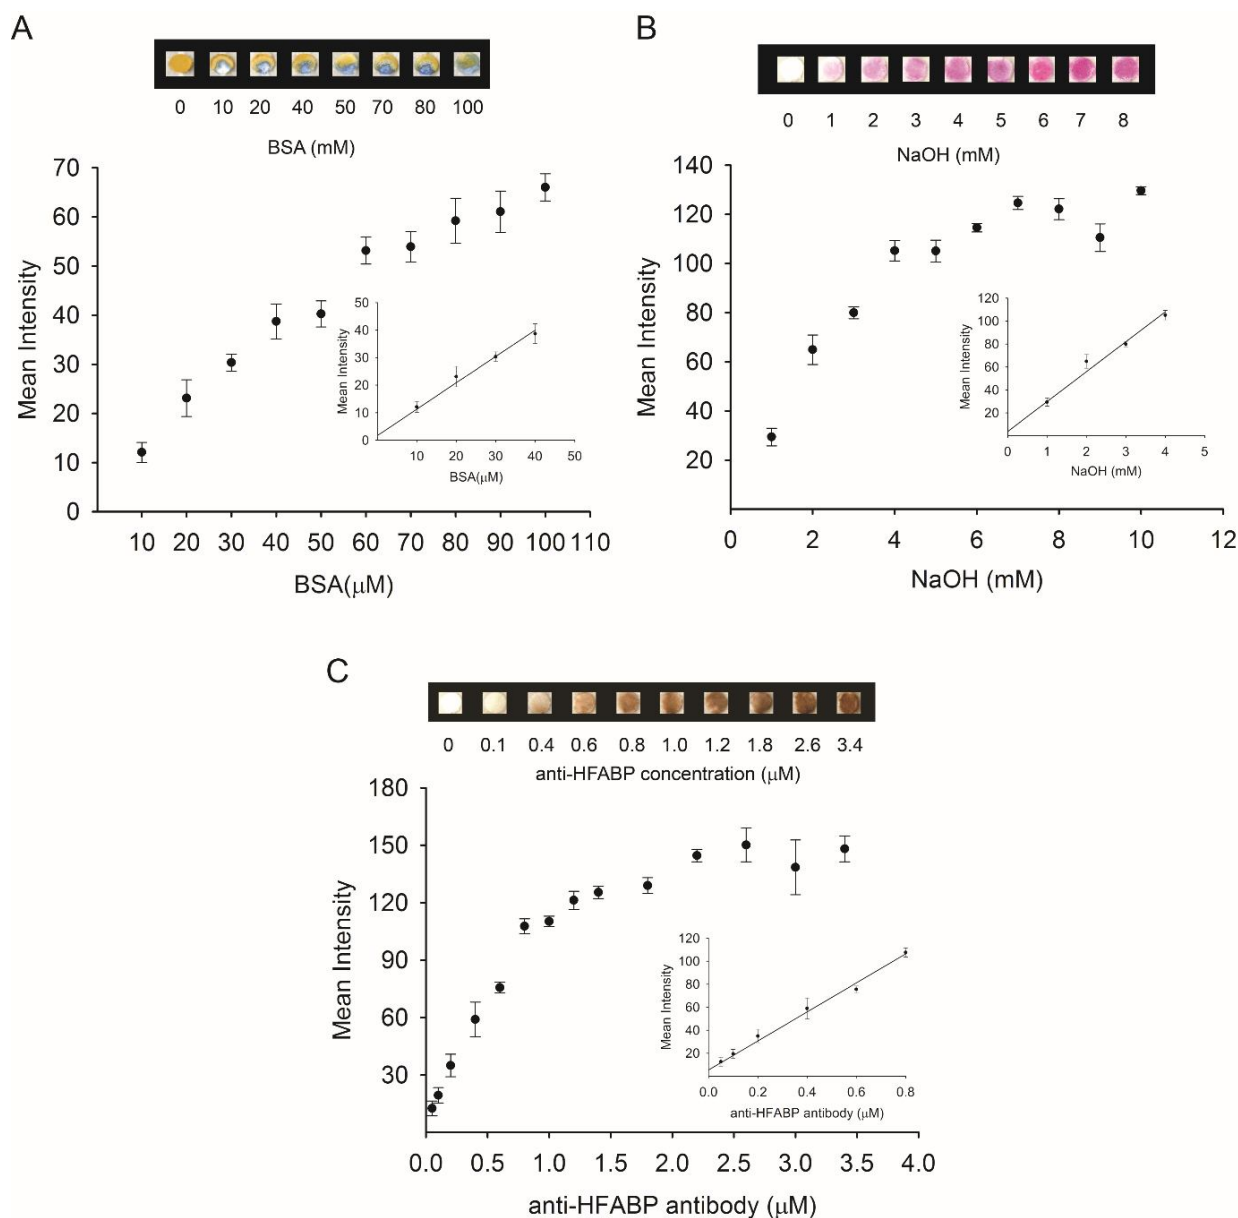 A
0 10 20 40 50 70 80 100
BSA (mM)
70
60
50
40
30
20
10
0
Mean Intensity
10 20 30 40 50 60 70 80 90 100 110
BSA(μM)
50
40
30
20
10
0
Mean Intensity
10 20 30 40 50
BSA(μM)
B
0 1 2 3 4 5 6 7 8
NaOH (mM)
140
120
100
80
60
40
20
Mean Intensity
0 2 4 6 8 10 12
NaOH (mM)
120
100
80
60
40
20
Mean Intensity
0 1 2 3 4 5
NaOH (mM)
C
0 0.1 0.4 0.6 0.8 1.0 1.2 1.8 2.6 3.4
anti-HFABP concentration (μM)
180
150
120
90
60
30
Mean Intensity
0.0 0.5 1.0 1.5 2.0 2.5 3.0 3.5 4.0
anti-HFABP antibody (μM)
120
100
80
60
40
20
Mean Intensity
0.0 0.2 0.4 0.6 0.8
anti-HFABP antibody (μM)